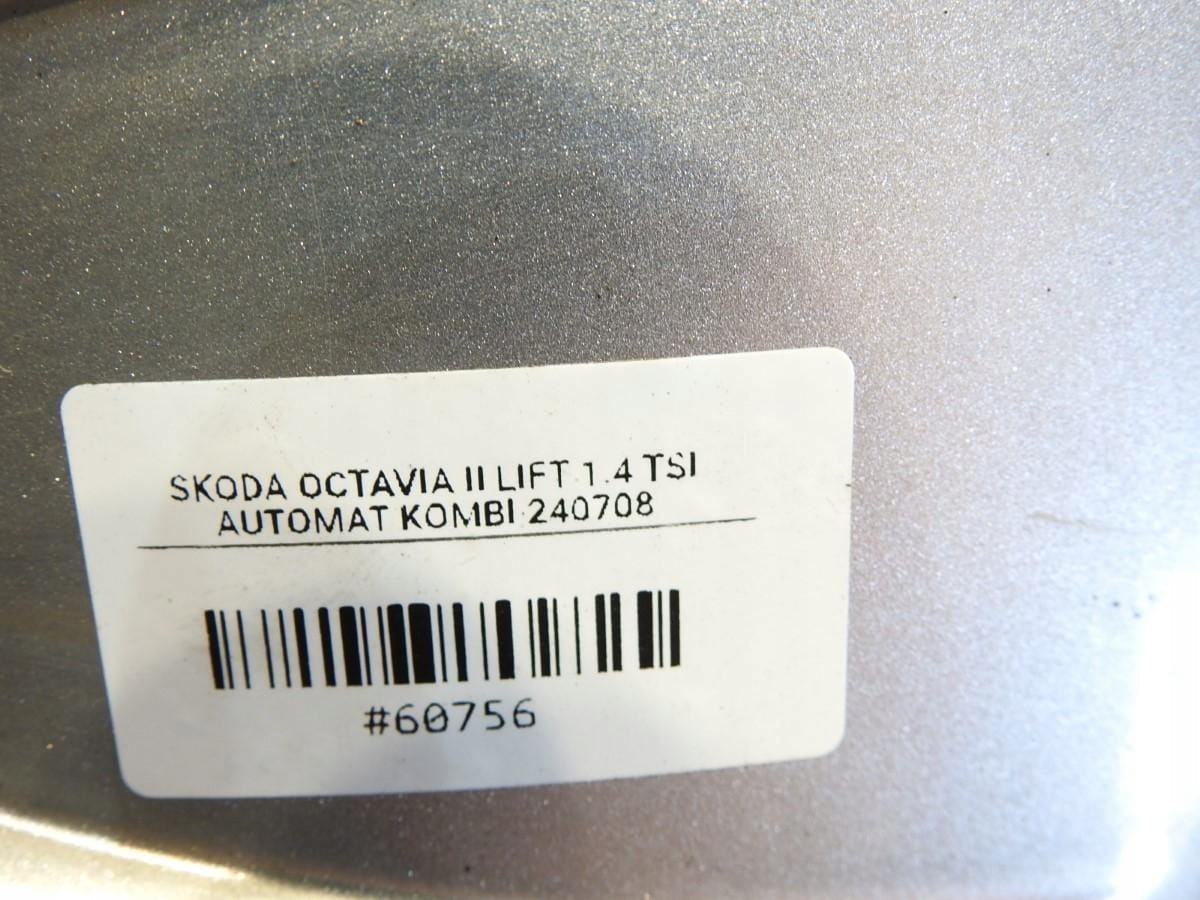 SKODA OCTAVIA II LIFT 1.4 TSI
AUTOMAT KOMBI 240708
#60756